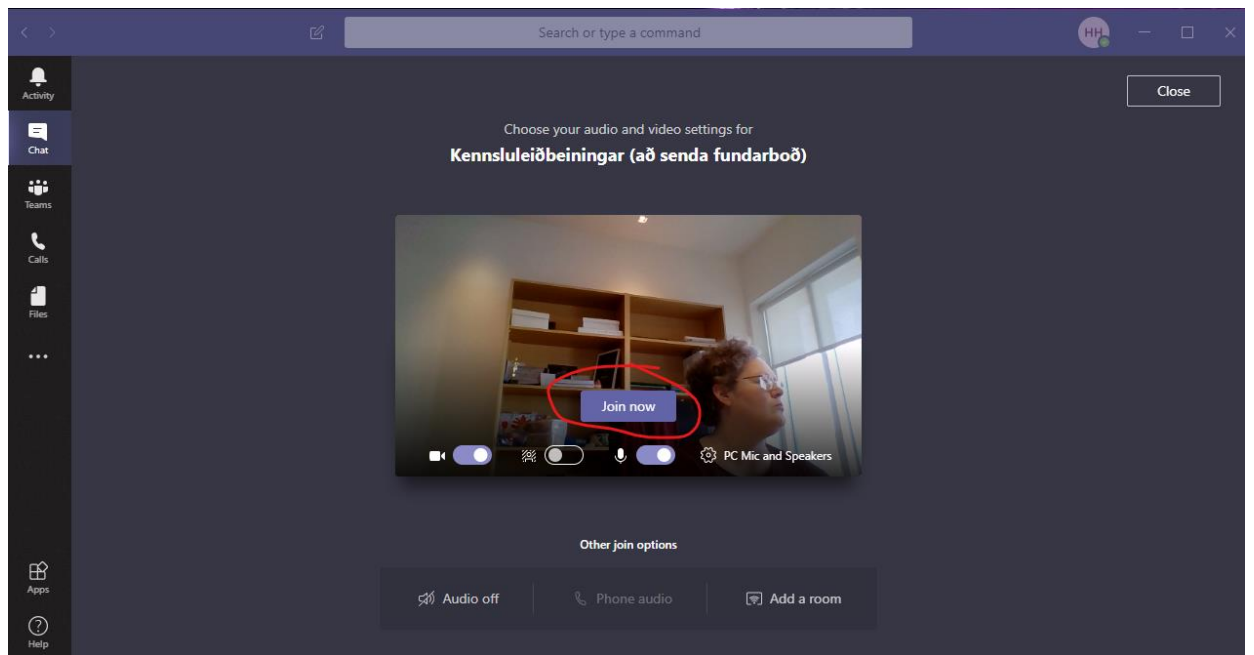 Search or type a command
HH
Activity
Close
Chat
Choose your audio and video settings for
Kennsluleiðbeiningar (að senda fundarboð)
Teams
Calls
Files
Join now
PC Mic and Speakers
Other join options
Audio off
Phone audio
Add a room
Apps
Help